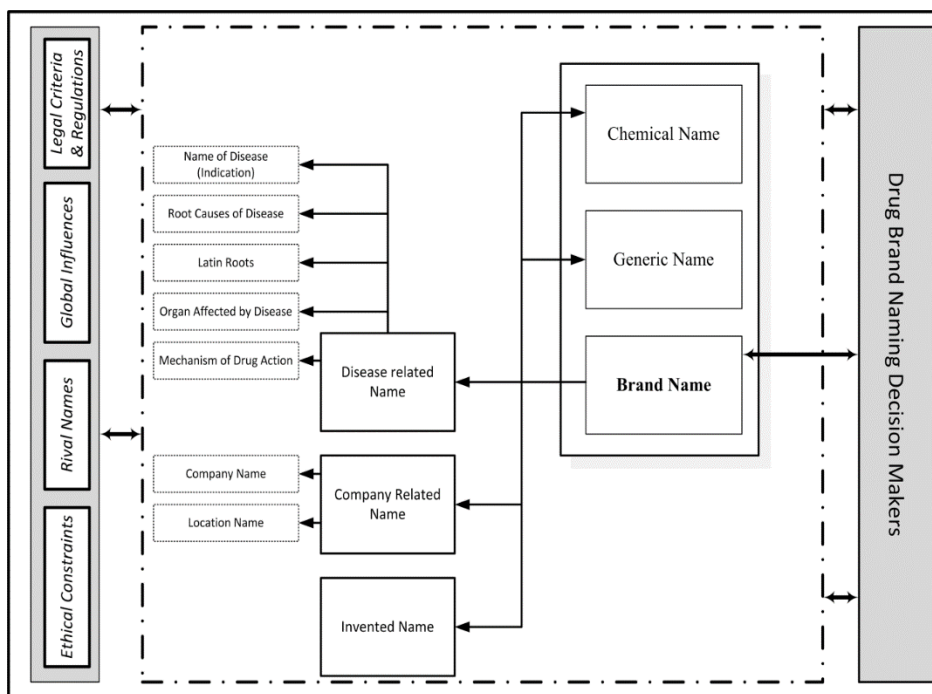 Legal Criteria
& Regulations
Global Influences
Rival Names
Ethical Constraints
Name of Disease
(Indication)
Root Causes of Disease
Latin Roots
Organ Affected by Disease
Mechanism of Drug Action
Company Name
Location Name
Disease related
Name
Company Related
Name
Invented Name
Chemical Name
Generic Name
Brand Name
Drug Brand Naming Decision Makers